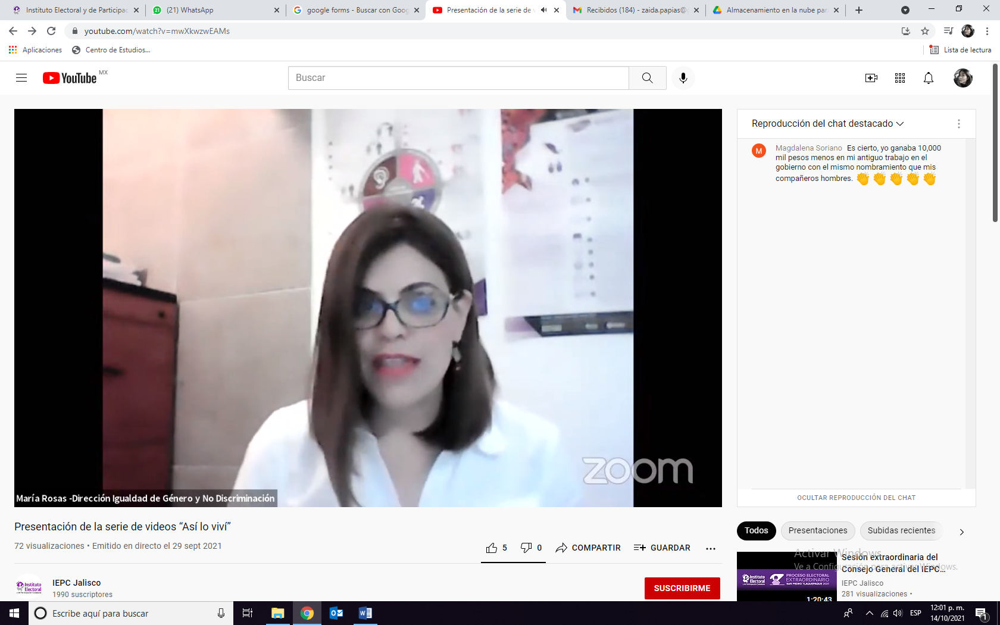 Instituto Electoral y de Participac
(21) WhatsApp
google forms - Buscar con Goog
Presentación de la serie de v
Recibidos (184) - zaida.papias@
Almacenamiento en la nube par
youtube.com/watch?v=mwXkwzwEAMs
Aplicaciones
Centro de Estudios...
Lista de lectura
YouTube MX
Buscar
Reproducción del chat destacado
M
Magdalena Soriano Es cierto, yo ganaba 10,000
mil pesos menos en mi antiguo trabajo en el
gobierno con el mismo nombramiento que mis
compañeros hombres. 👏👏👏👏👏
zoom
María Rosas -Dirección Igualdad de Género y No Discriminación
OCULTAR REPRODUCCIÓN DEL CHAT
Presentación de la serie de videos “Así lo viví”
72 visualizaciones • Emitido en directo el 29 sept 2021
5
0
COMPARTIR
GUARDAR
Todos
Presentaciones
Subidas recientes
Activar Windows
Ve a Configuración para activar Windows.
Sesión extraordinaria del
Consejo General del IEPC...
IEPC Jalisco
281 visualizaciones •
Instituto
Electoral
PROCESO ELECTORAL
EXTRAORDINARIO
SAN PEDRO TLAQUEPAQUE 2021
1:20:43
Instituto
Electoral
y de Participación Ciudadana
IEPC Jalisco
1990 suscriptores
SUSCRIBIRME
Escribe aquí para buscar
ESP
12:01 p. m.
14/10/2021
1